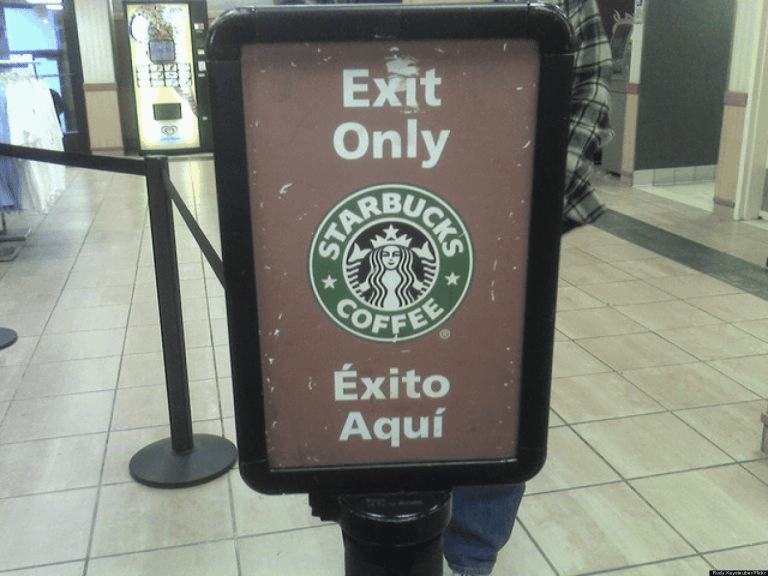 Exit
Only
STARBUCKS
COFFEE
®
Éxito
Aquí